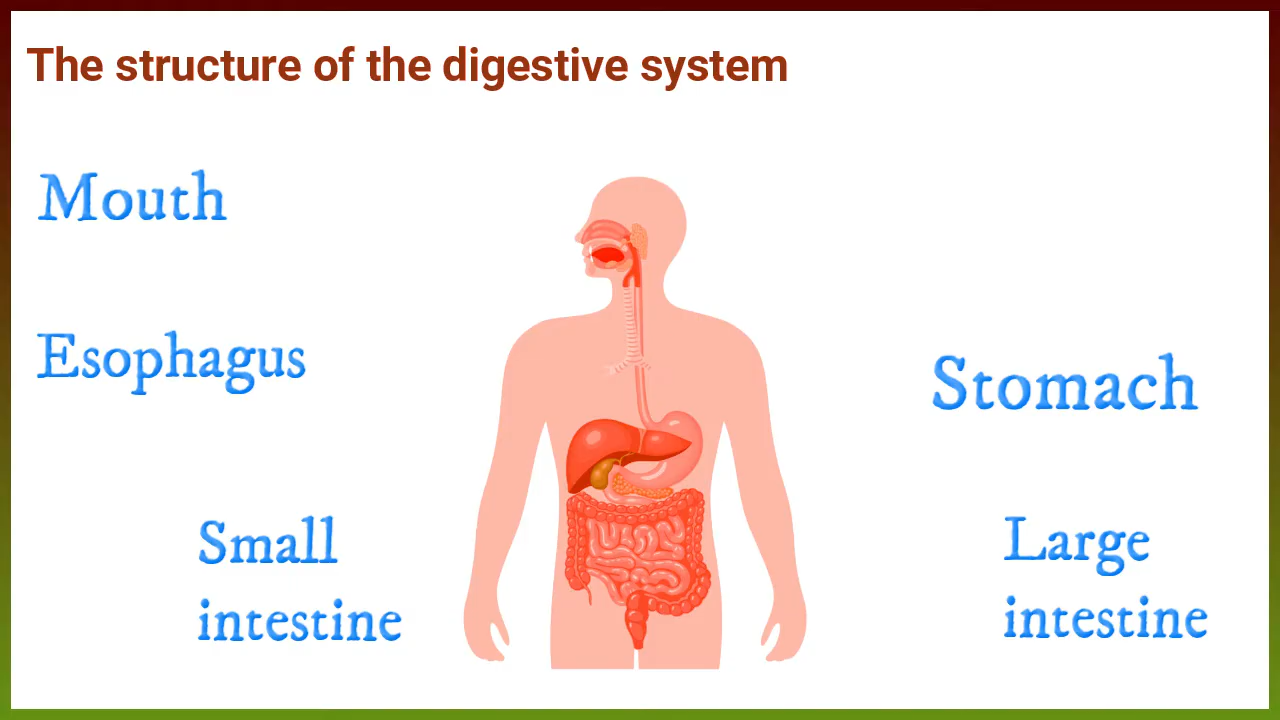 The structure of the digestive system
Mouth
Esophagus
Stomach
Small
intestine
Large
intestine